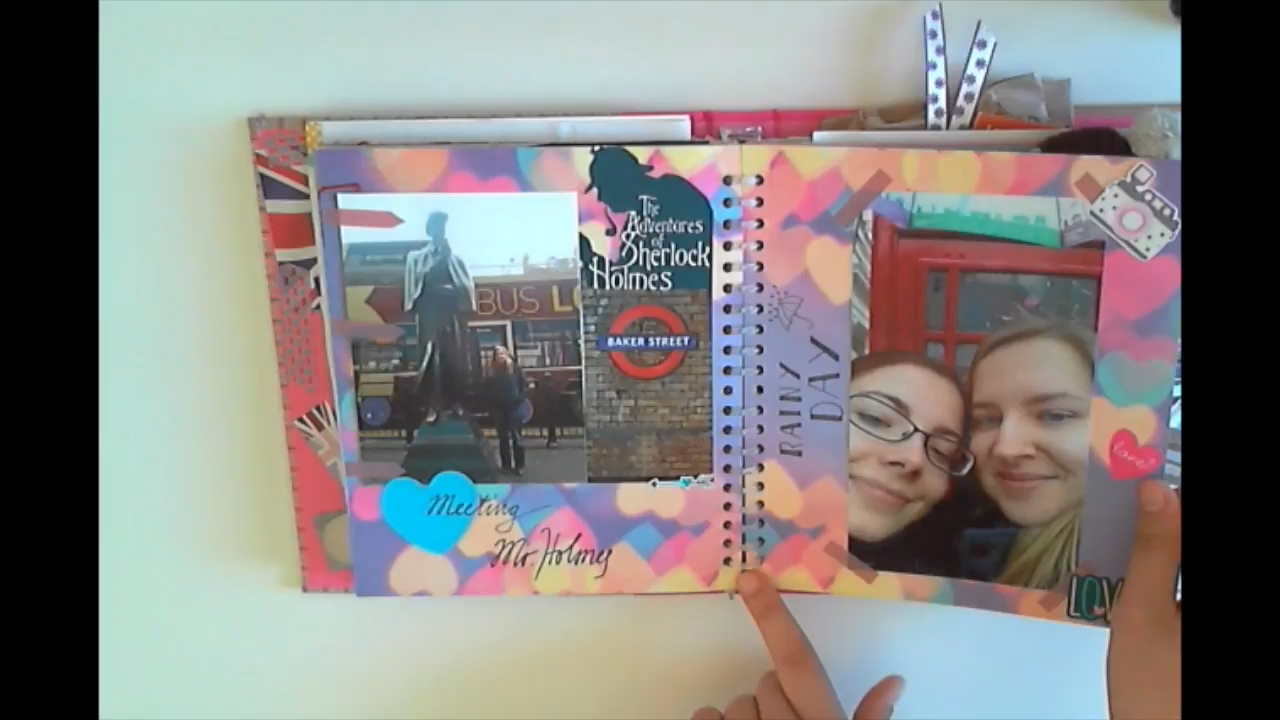 The
Adventures
of
Sherlock
Holmes
BUS
BAKER STREET
Meeting
Mr. Holmes
RAINY
DAY
love